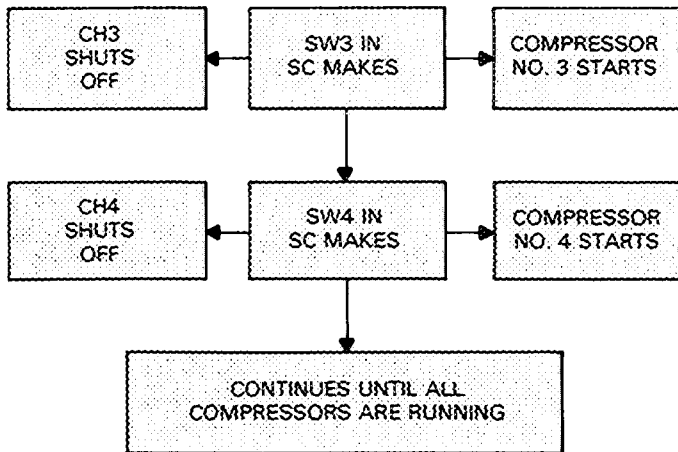 CH3
SHUTS
OFF
SW3 IN
SC MAKES
COMPRESSOR
NO. 3 STARTS
CH4
SHUTS
OFF
SW4 IN
SC MAKES
COMPRESSOR
NO. 4 STARTS
CONTINUES UNTIL ALL
COMPRESSORS ARE RUNNING